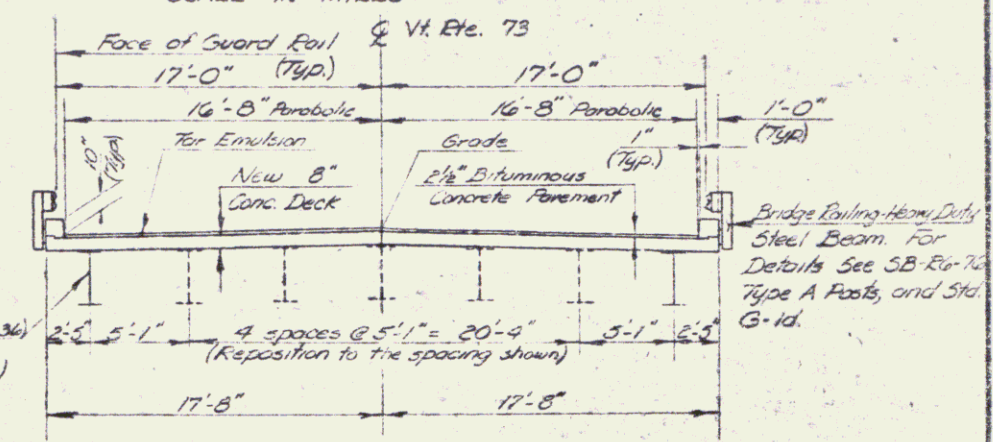 ℄ Vt. Rte. 73
Face of Guard Rail
(Typ.)
17'-0"
17'-0"
16'-8" Parabolic
16'-8" Parabolic
1'-0"
(Typ.)
Tar Emulsion
Grade
1"
(Typ.)
10"
(Typ.)
New 8"
Conc. Deck
2½" Bituminous
Concrete Pavement
Bridge Railing-Heavy Duty
Steel Beam. For
Details See
Type A Posts, and Std.
G-1d.
36)
2'-5"
5'-1"
4 spaces @ 5'-1" = 20'-4"
5'-1"
2'-5"
(Reposition to the spacing shown)
)
17'-8"
17'-8"